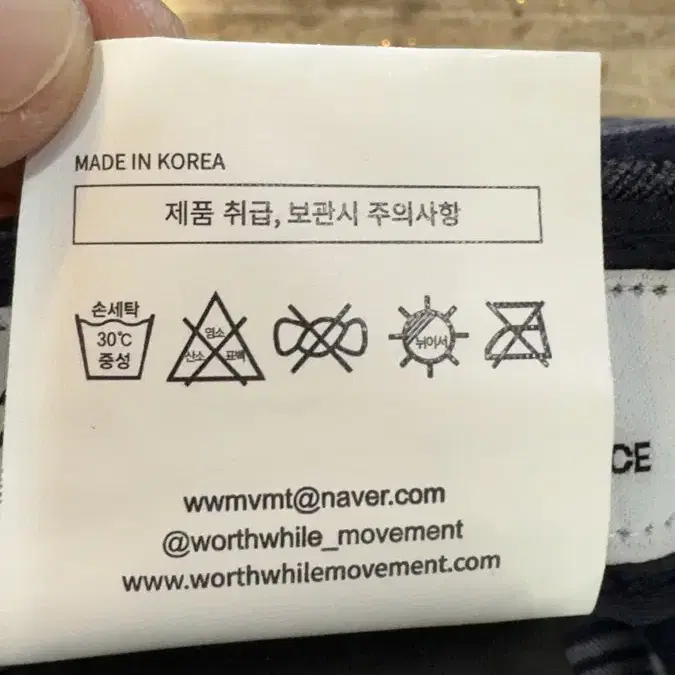 MADE IN KOREA
제품 취급, 보관시 주의사항
손세탁
30℃
중성
염소
산소 표백
뉘어서
wwmvmt@naver.com
@worthwhile_movement
www.worthwhilemovement.com
CE